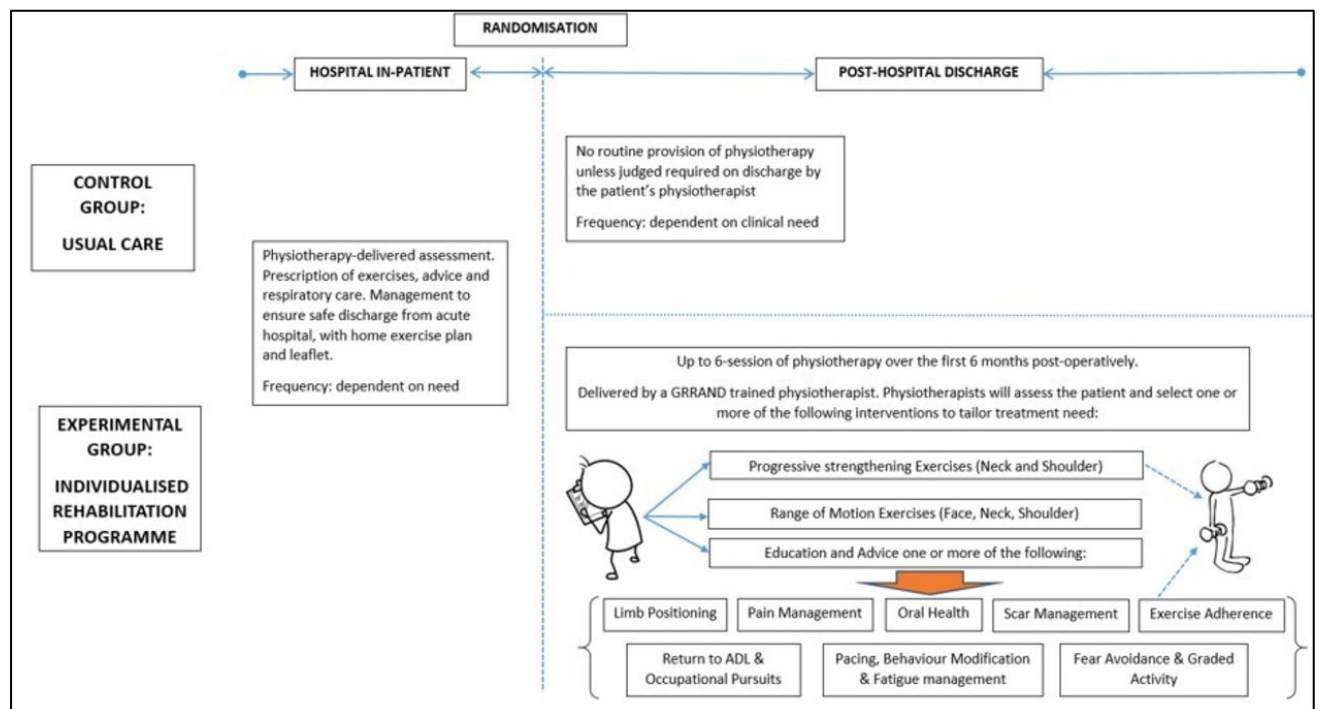 RANDOMISATION
HOSPITAL IN-PATIENT
POST-HOSPITAL DISCHARGE
CONTROL
GROUP:
USUAL CARE
No routine provision of physiotherapy
unless judged required on discharge by
the patient's physiotherapist
Frequency: dependent on clinical need
Physiotherapy-delivered assessment.
Prescription of exercises, advice and
respiratory care. Management to
ensure safe discharge from acute
hospital, with home exercise plan
and leaflet.
Frequency: dependent on need
EXPERIMENTAL
GROUP:
INDIVIDUALISED
REHABILITATION
PROGRAMME
Up to 6-session of physiotherapy over the first 6 months post-operatively.
Delivered by a GRRAND trained physiotherapist. Physiotherapists will assess the patient and select one or
more of the following interventions to tailor treatment need:
Progressive strengthening Exercises (Neck and Shoulder)
Range of Motion Exercises (Face, Neck, Shoulder)
Education and Advice one or more of the following:
Limb Positioning
Pain Management
Oral Health
Scar Management
Exercise Adherence
Return to ADL &
Occupational Pursuits
Pacing, Behaviour Modification
& Fatigue management
Fear Avoidance & Graded
Activity